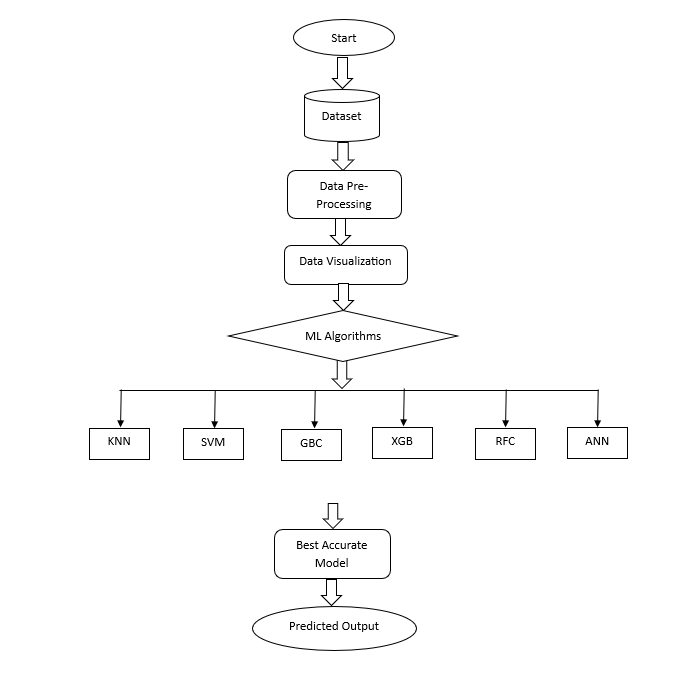 Start
Dataset
Data Pre-
Processing
Data Visualization
ML Algorithms
KNN
SVM
GBC
XGB
RFC
ANN
Best Accurate
Model
Predicted Output